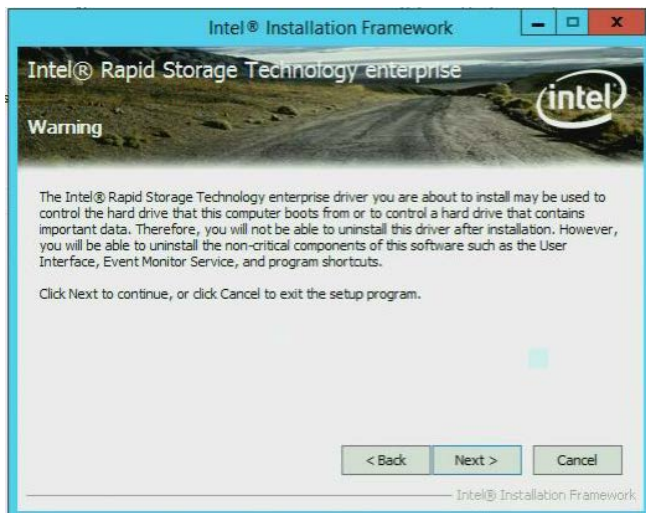 Intel® Installation Framework
Intel® Rapid Storage Technology enterprise
intel
Warning
The Intel® Rapid Storage Technology enterprise driver you are about to install may be used to
control the hard drive that this computer boots from or to control a hard drive that contains
important data. Therefore, you will not be able to uninstall this driver after installation. However,
you will be able to uninstall the non-critical components of this software such as the User
Interface, Event Monitor Service, and program shortcuts.
Click Next to continue, or click Cancel to exit the setup program.
< Back Next > Cancel
Intel® Installation Framework